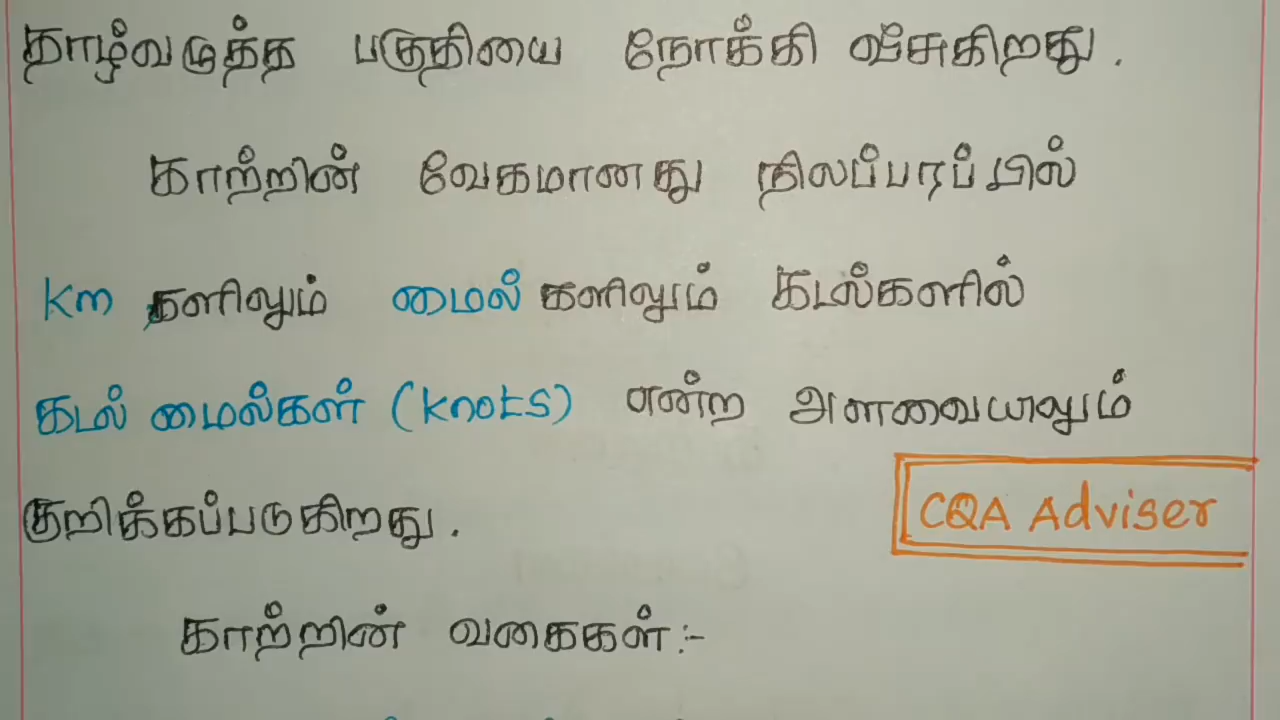 தாழ்வழுத்த பகுதியை நோக்கி வீசுகிறது.
காற்றின் வேகமானது நிலப்பரப்பில்
km களிலும் மைல் களிலும் கடல்களில்
கடல் மைல்கள் (knots) என்ற அளவையாலும்
குறிக்கப்படுகிறது.
CQA Adviser
காற்றின் வகைகள் :-